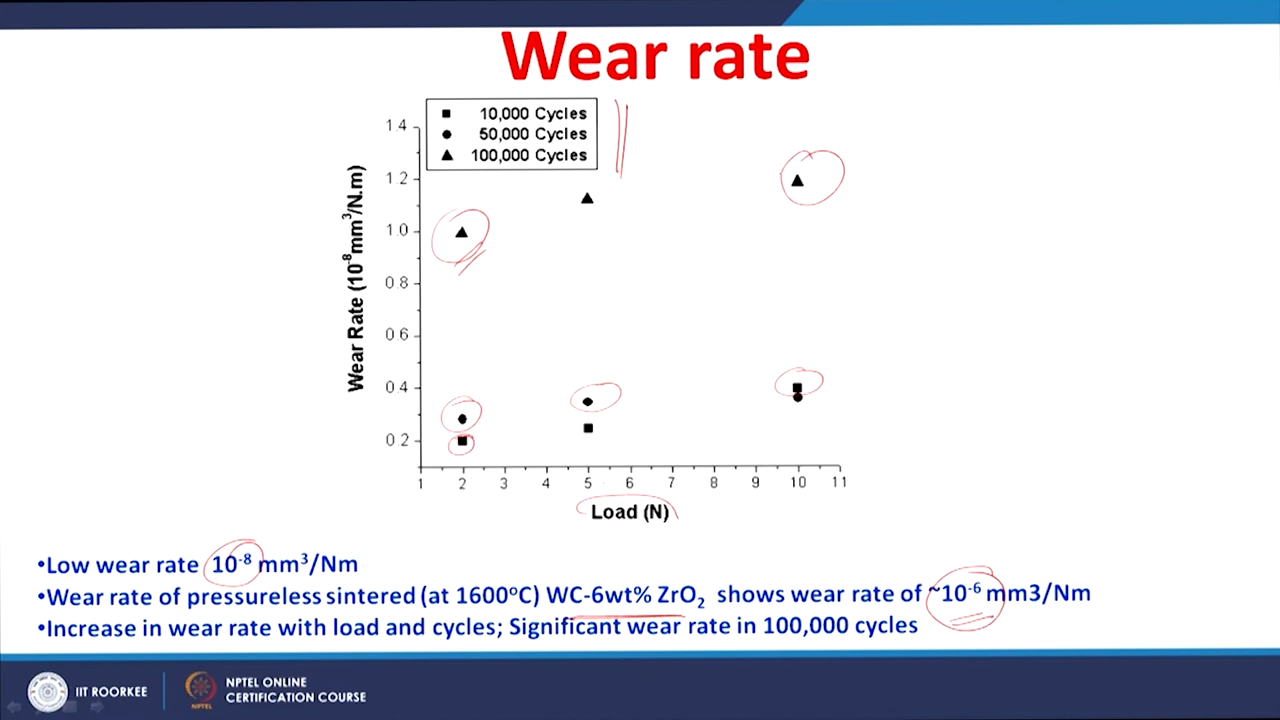 Wear rate
10,000 Cycles
50,000 Cycles
100,000 Cycles
1.4
1.2
1.0
0.8
0.6
0.4
0.2
Wear Rate (10⁻⁸mm³/N.m)
1 2 3 4 5 6 7 8 9 10 11
Load (N)
•Low wear rate 10⁻⁸ mm³/Nm
•Wear rate of pressureless sintered (at 1600°C) WC-6wt% ZrO₂ shows wear rate of ~10⁻⁶ mm3/Nm
•Increase in wear rate with load and cycles; Significant wear rate in 100,000 cycles
IIT ROORKEE
NPTEL
NPTEL ONLINE
CERTIFICATION COURSE